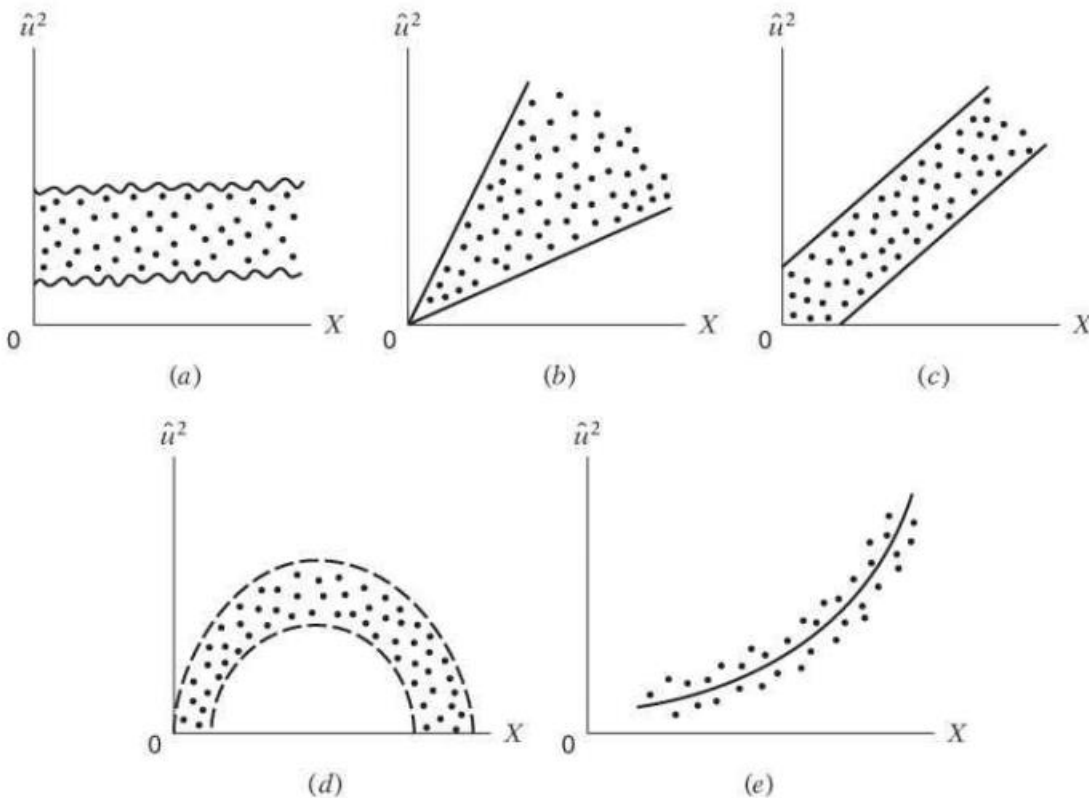 û² û² û²
0 X 0 X 0 X
(a) (b) (c)
û² û²
0 X 0 X
(d) (e)